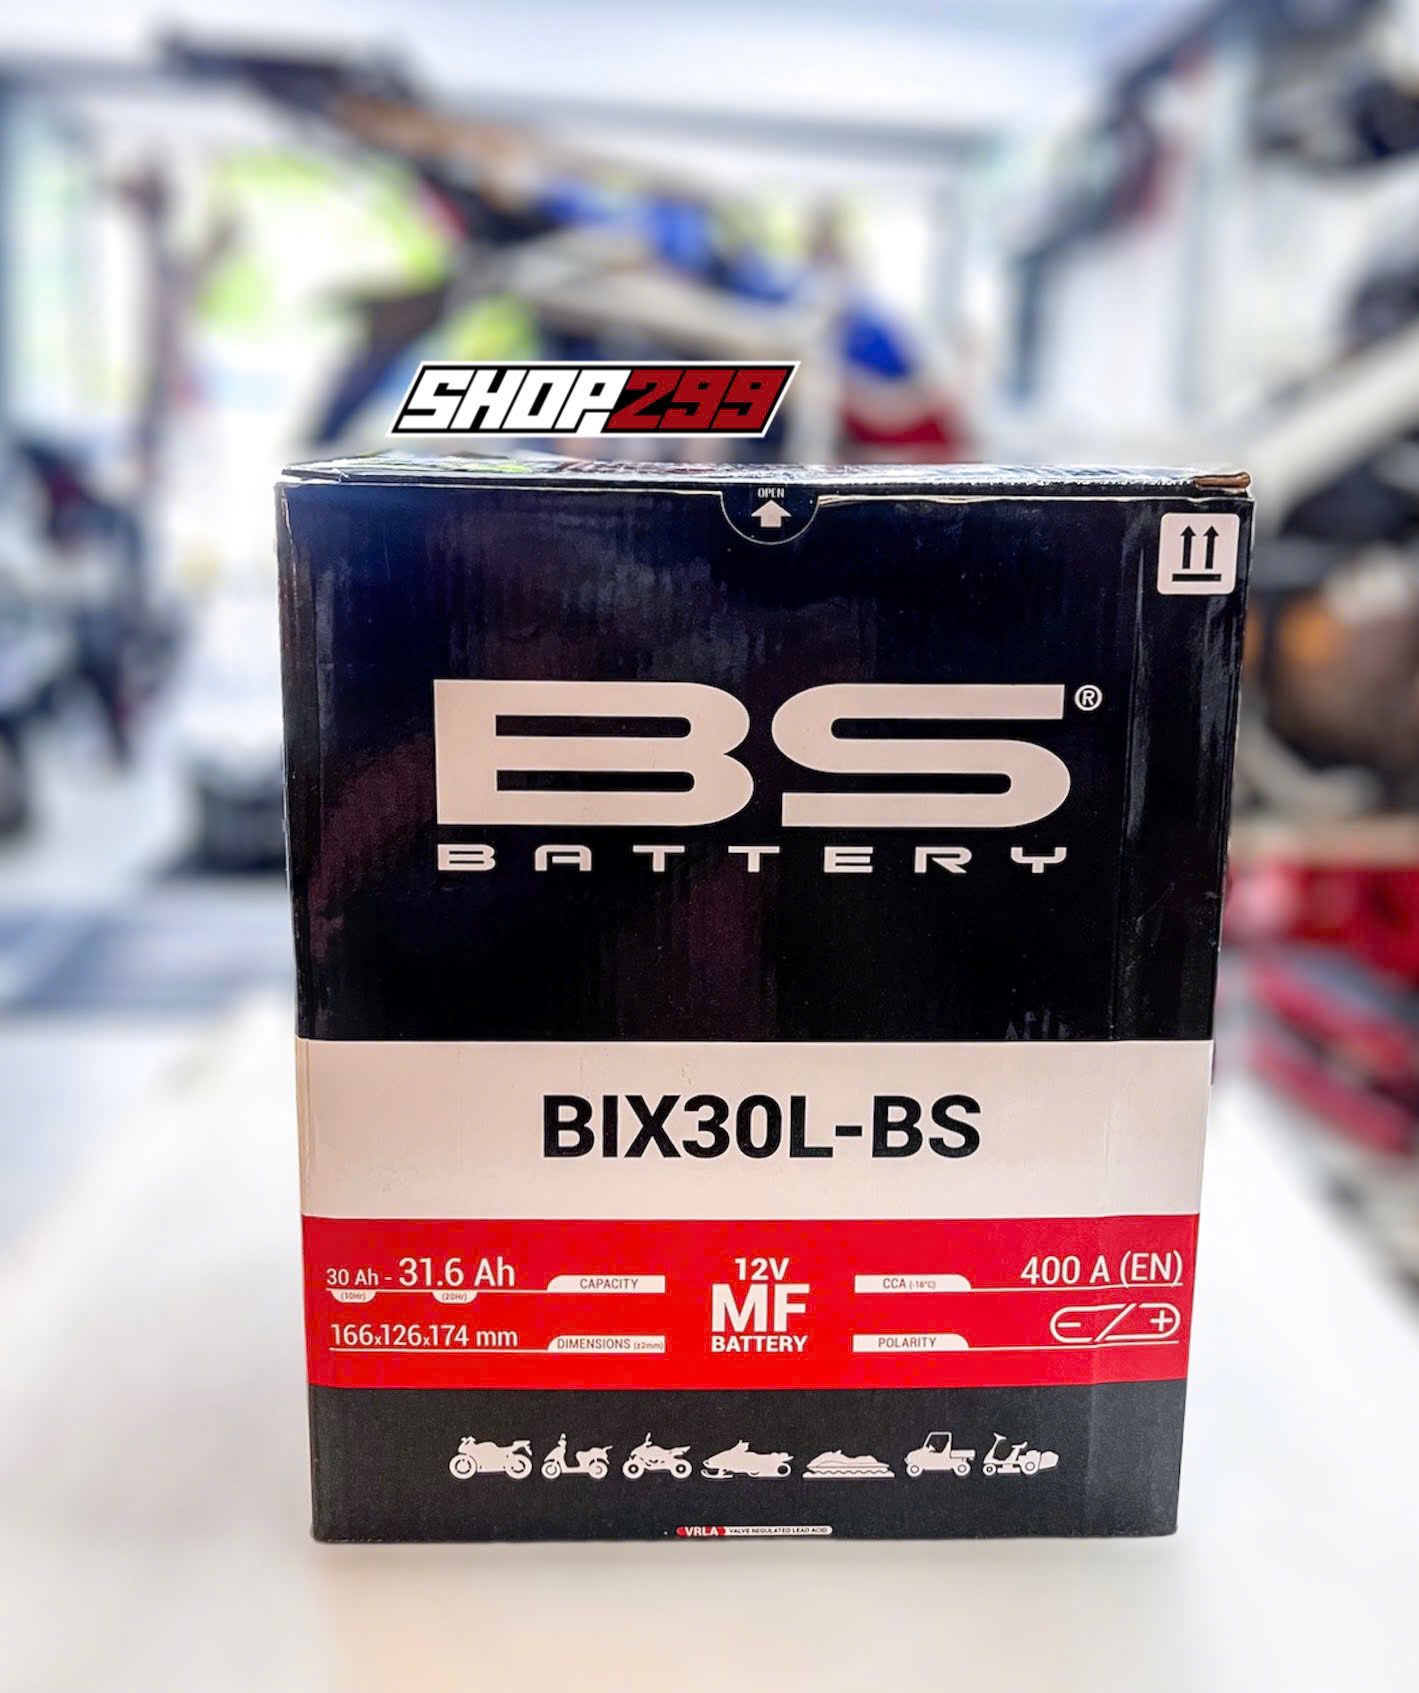 SHOP299
OPEN
BS®
BATTERY
BIX30L-BS
30 Ah - 31.6 Ah
(10Hr) (20Hr)
CAPACITY
166x126x174 mm
DIMENSIONS (±2mm)
12V
MF
BATTERY
CCA (-18°C)
400 A (EN)
POLARITY
- / +
VRLA VALVE REGULATED LEAD ACID